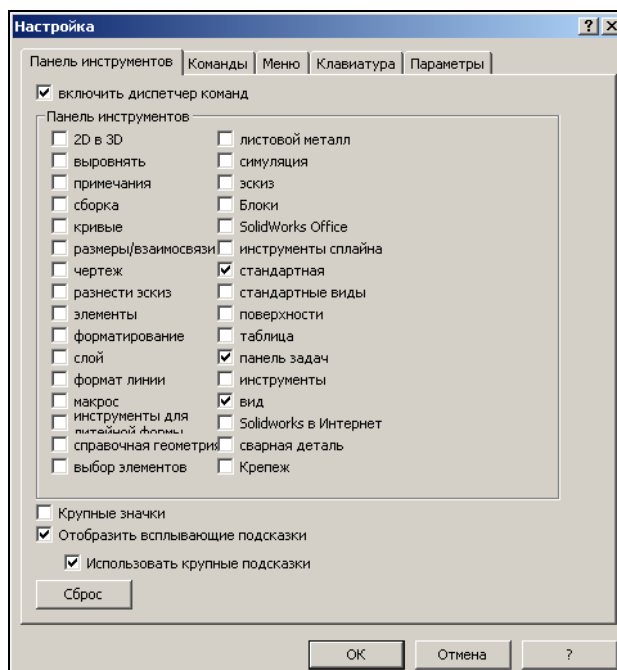 Настройка
Панель инструментов Команды Меню Клавиатура Параметры
включить диспетчер команд
Панель инструментов
2D в 3D
выровнять
примечания
сборка
кривые
размеры/взаимосвязи
чертеж
разнести эскиз
элементы
форматирование
слой
формат линии
макрос
инструменты для
литейной формы
справочная геометрия
выбор элементов
листовой металл
симуляция
эскиз
Блоки
SolidWorks Office
инструменты сплайна
стандартная
стандартные виды
поверхности
таблица
панель задач
инструменты
вид
Solidworks в Интернет
сварная деталь
Крепеж
Крупные значки
Отобразить всплывающие подсказки
Использовать крупные подсказки
Сброс
OK Отмена ?